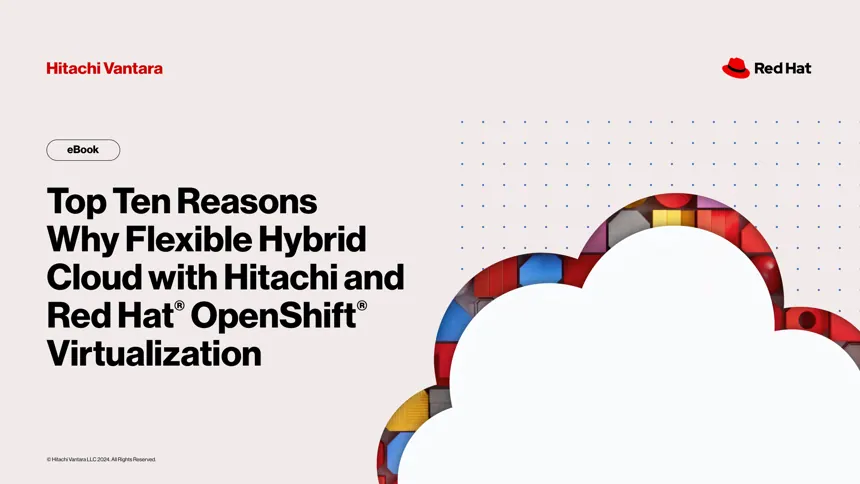 Hitachi Vantara
Red Hat
eBook
Top Ten Reasons
Why Flexible Hybrid
Cloud with Hitachi and
Red Hat® OpenShift®
Virtualization
© Hitachi Vantara LLC 2024. All Rights Reserved.